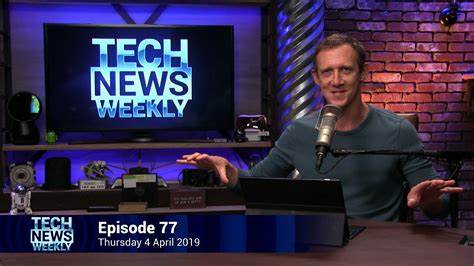 TECH
NEWS
WEEKLY
TECH
NEWS
WEEKLY
Episode 77
Thursday 4 April 2019